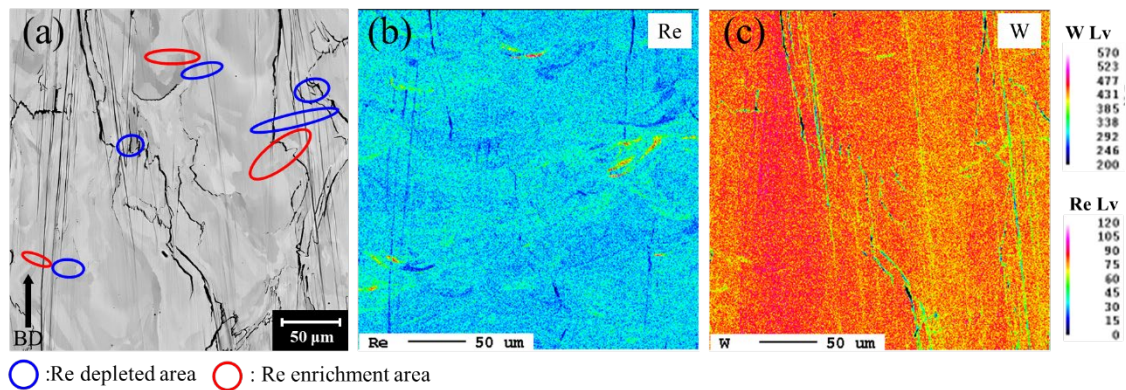 (a)
BD
50 µm
(b)
Re
Re 50 um
(c)
W
W 50 um
W Lv
570
523
477
431
385
338
292
246
200
Re Lv
120
105
90
75
60
45
30
15
0
:Re depleted area : Re enrichment area